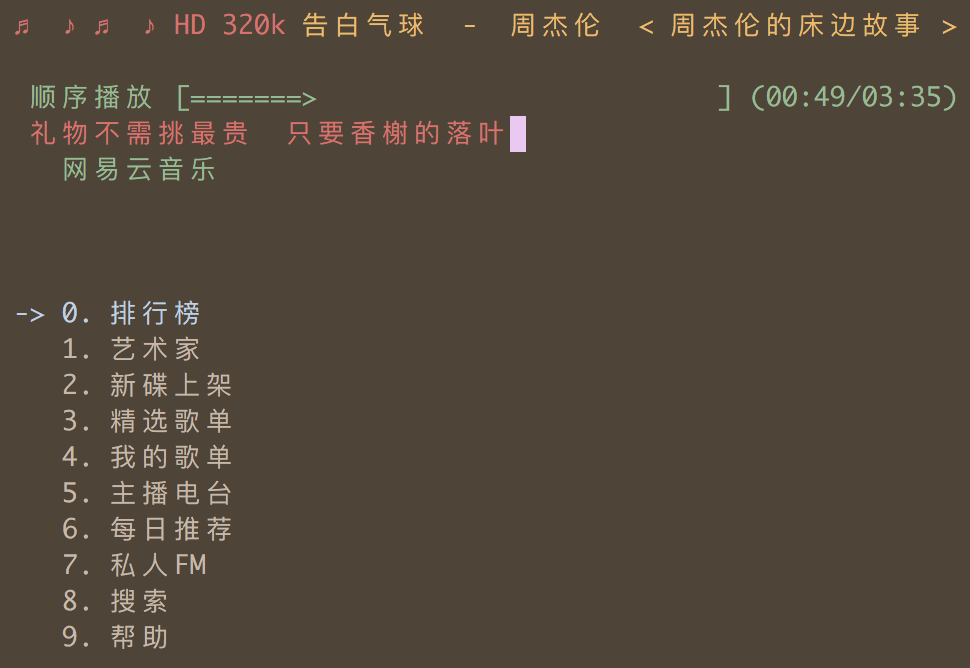 ♬ ♪ ♬ ♪ HD 320k 告白气球 - 周杰伦 < 周杰伦的床边故事 >
顺序播放 [=======> ] (00:49/03:35)
礼物不需挑最贵 只要香榭的落叶
网易云音乐
-> 0. 排行榜
1. 艺术家
2. 新碟上架
3. 精选歌单
4. 我的歌单
5. 主播电台
6. 每日推荐
7. 私人FM
8. 搜索
9. 帮助